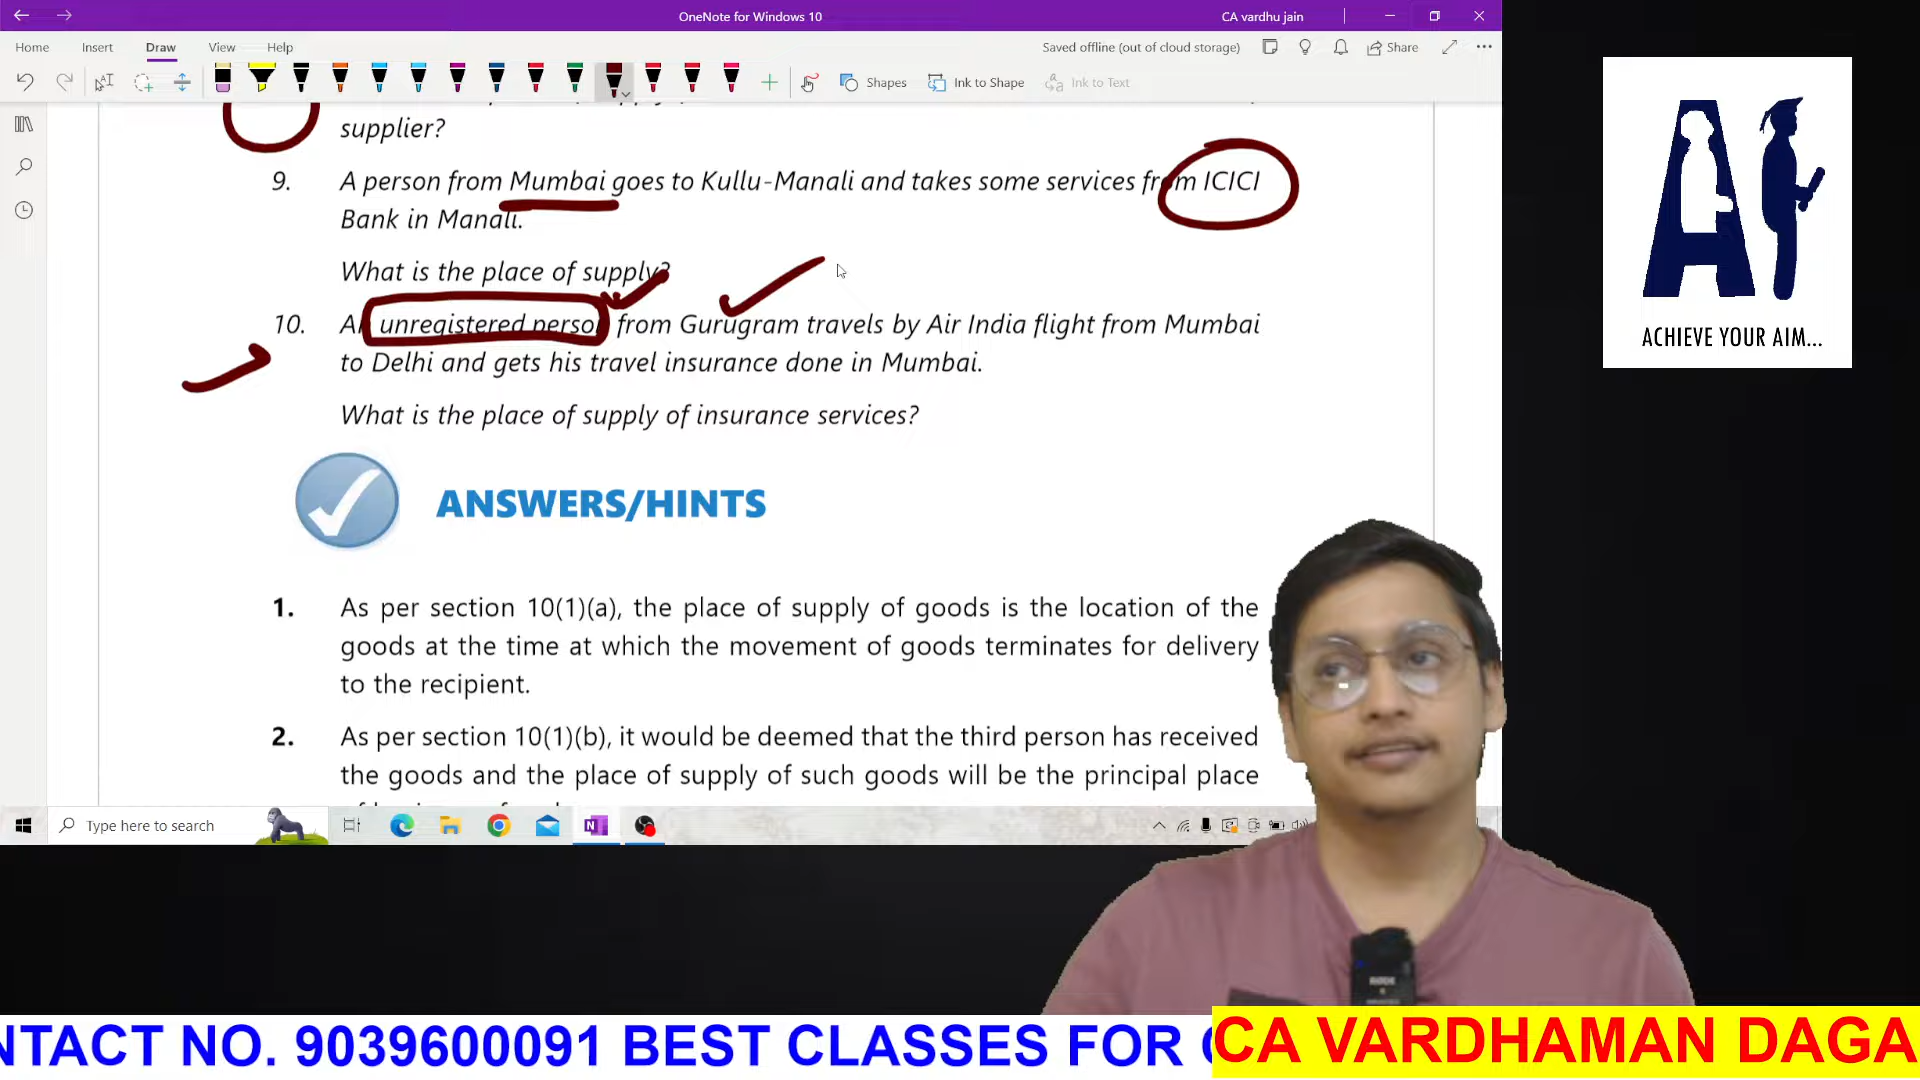 OneNote for Windows 10
CA vardhu jain
Home Insert Draw View Help
Saved offline (out of cloud storage)
Share
Shapes
Ink to Shape
Ink to Text
supplier?
9. A person from Mumbai goes to Kullu-Manali and takes some services from ICICI
Bank in Manali.
What is the place of supply?
10. An unregistered person from Gurugram travels by Air India flight from Mumbai
to Delhi and gets his travel insurance done in Mumbai.
What is the place of supply of insurance services?
ANSWERS/HINTS
1. As per section 10(1)(a), the place of supply of goods is the location of the
goods at the time at which the movement of goods terminates for delivery
to the recipient.
2. As per section 10(1)(b), it would be deemed that the third person has received
the goods and the place of supply of such goods will be the principal place
Type here to search
ACHIEVE YOUR AIM...
NTACT NO. 9039600091 BEST CLASSES FOR
CA VARDHAMAN DAGA